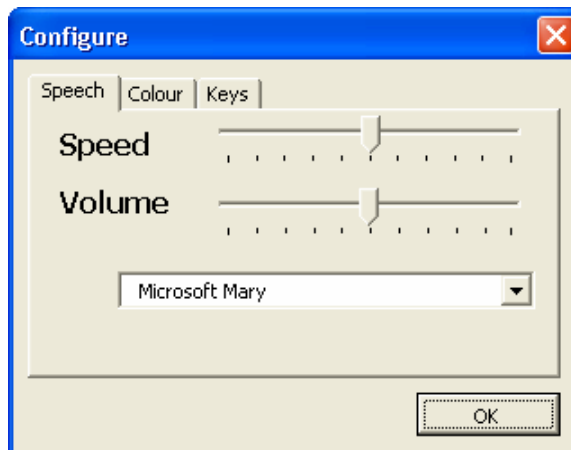 Configure
Speech Colour Keys
Speed
Volume
Microsoft Mary
OK